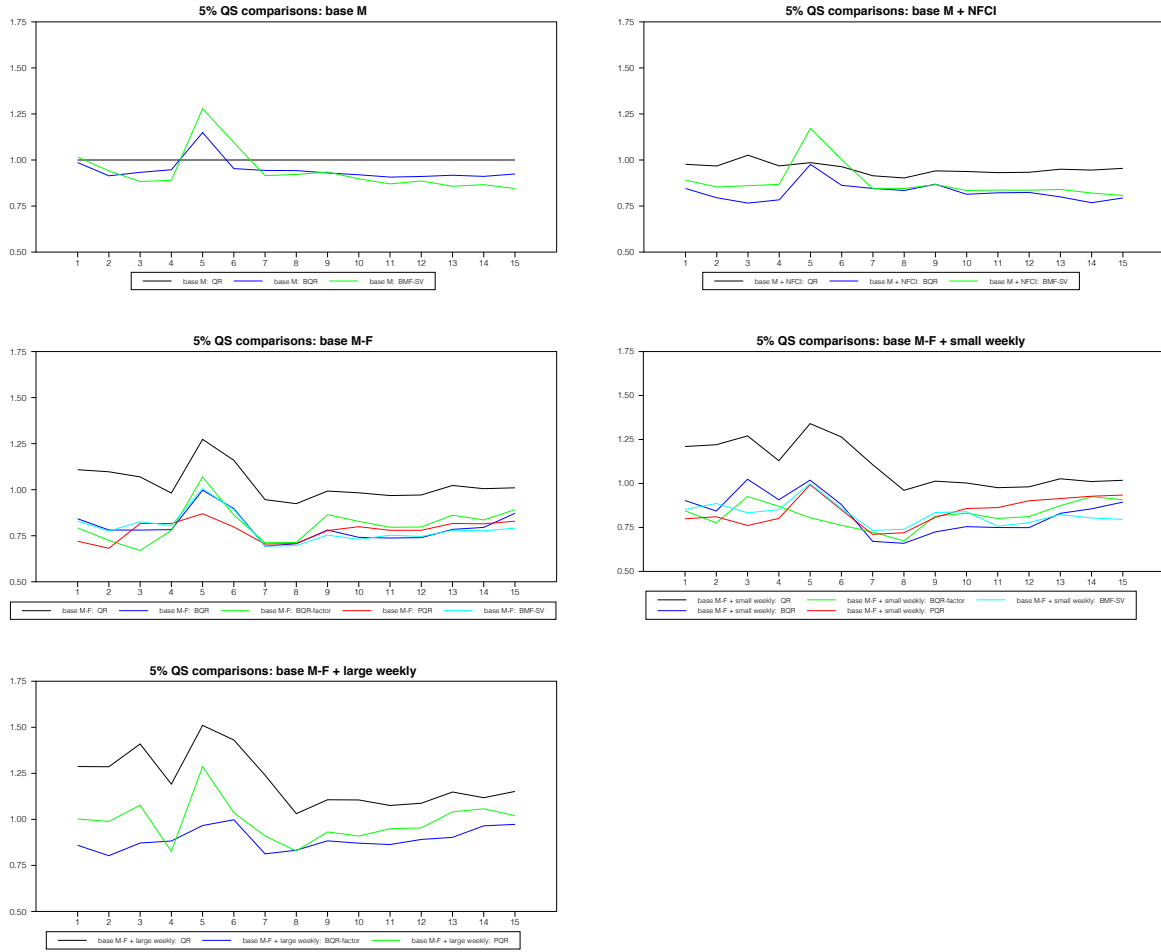 5% QS comparisons: base M
1.75
1.50
1.25
1.00
0.75
0.50
1 2 3 4 5 6 7 8 9 10 11 12 13 14 15
base M: QR base M: BQR base M: BMF-SV
5% QS comparisons: base M + NFCI
1.75
1.50
1.25
1.00
0.75
0.50
1 2 3 4 5 6 7 8 9 10 11 12 13 14 15
base M + NFCI: QR base M + NFCI: BQR base M + NFCI: BMF-SV
5% QS comparisons: base M-F
1.75
1.50
1.25
1.00
0.75
0.50
1 2 3 4 5 6 7 8 9 10 11 12 13 14 15
base M-F: QR base M-F: BQR base M-F: BQR-factor base M-F: PQR base M-F: BMF-SV
5% QS comparisons: base M-F + small weekly
1.75
1.50
1.25
1.00
0.75
0.50
1 2 3 4 5 6 7 8 9 10 11 12 13 14 15
base M-F + small weekly: QR base M-F + small weekly: BQR-factor base M-F + small weekly: BMF-SV
base M-F + small weekly: BQR base M-F + small weekly: PQR
5% QS comparisons: base M-F + large weekly
1.75
1.50
1.25
1.00
0.75
0.50
1 2 3 4 5 6 7 8 9 10 11 12 13 14 15
base M-F + large weekly: QR base M-F + large weekly: BQR-factor base M-F + large weekly: PQR